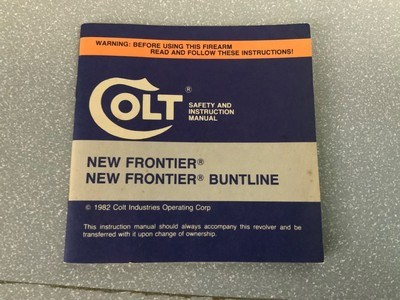 WARNING: BEFORE USING THIS FIREARM
READ AND FOLLOW THESE INSTRUCTIONS!
COLT®
SAFETY AND
INSTRUCTION
MANUAL
NEW FRONTIER®
NEW FRONTIER® BUNTLINE
© 1982 Colt Industries Operating Corp
This instruction manual should always accompany this revolver and be
transferred with it upon change of ownership.